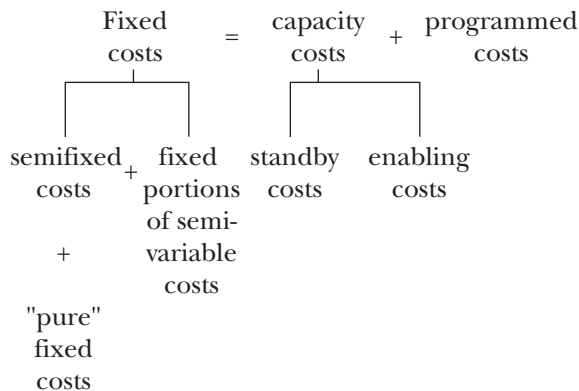 Fixed costs = capacity costs + programmed costs
semifixed costs + fixed portions of semi-variable costs
standby costs
enabling costs
+
"pure" fixed costs